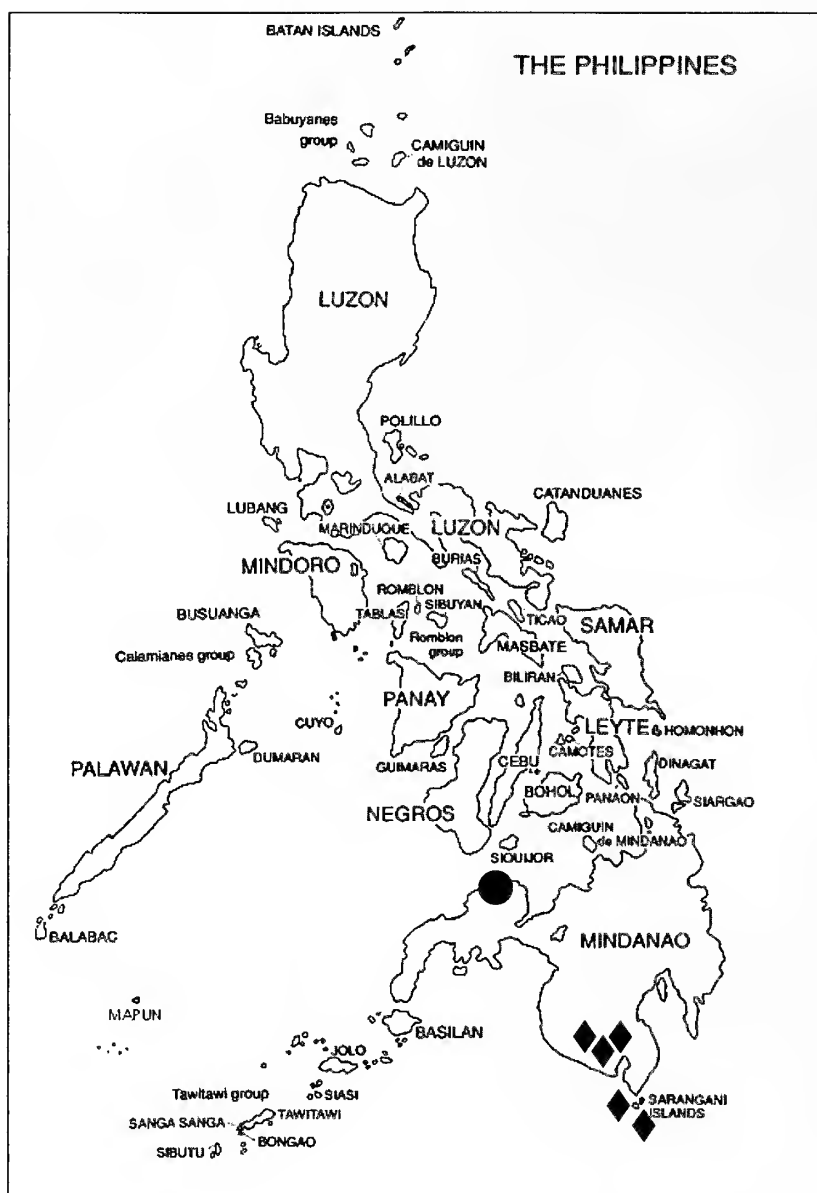 BATAN ISLANDS
THE PHILIPPINES
Babuyanes
group
CAMIGUIN
de LUZON
LUZON
POLILLO
ALABAT
CATANDUANES
LUBANG
MARINDUQUE
LUZON
BURIAS
MINDORO
ROMBLON
SIBUYAN
BUSUANGA
TABLAS
TICAO
SAMAR
Romblon
group
MASBATE
Calamianes group
BILIRAN
PANAY
LEYTE
HOMONHON
CUYO
CAMOTES
DUMARAN
GUIMARAS
CEBU
DINAGAT
PALAWAN
BOHOL
PANAON
SIARGAO
NEGROS
CAMIGUIN
de MINDANAO
SIQUIJOR
BALABAC
MINDANAO
MAPUN
BASILAN
JOLO
Tawitawi group
SIASI
SARANGANI
ISLANDS
SANGA SANGA
TAWITAWI
BONGAO
SIBUTU